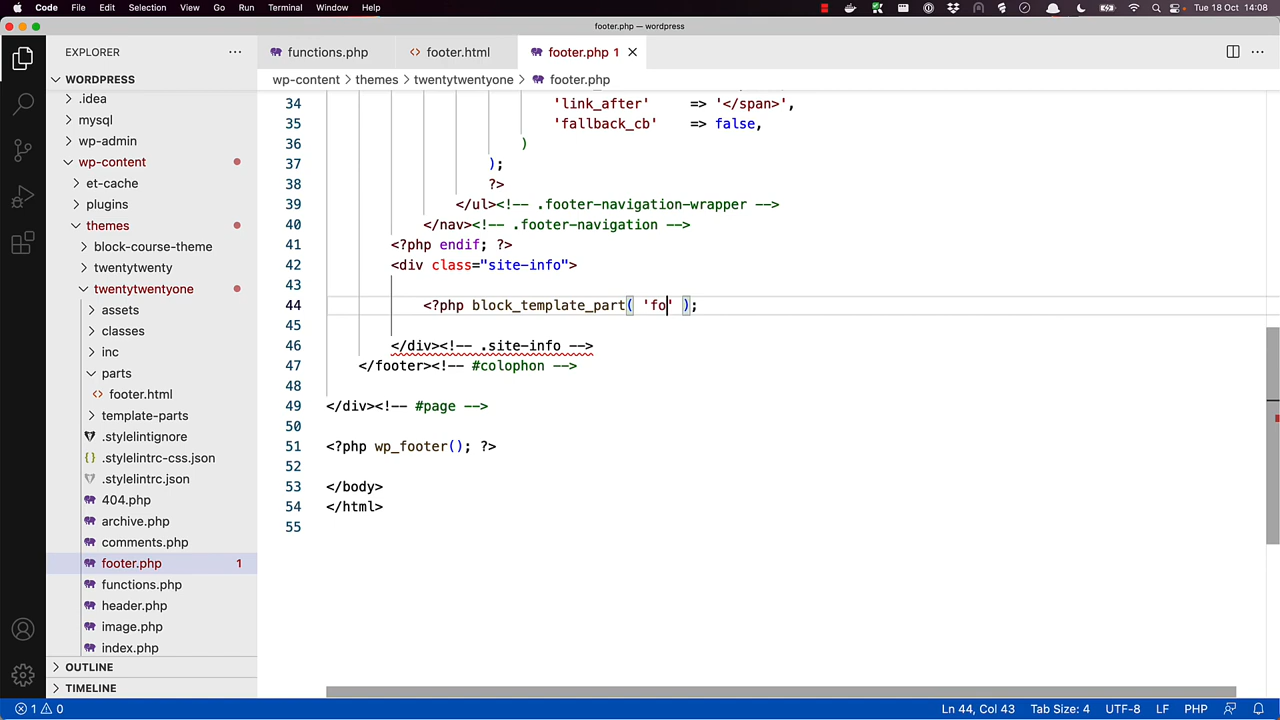 Code File Edit Selection View Go Run Terminal Window Help Tue 18 Oct 14:08
footer.php — wordpress
EXPLORER
functions.php
footer.html
footer.php 1
WORDPRESS
wp-content > themes > twentytwentyone > footer.php
.idea
mysql
wp-admin
wp-content
et-cache
plugins
themes
block-course-theme
twentytwenty
twentytwentyone
assets
classes
inc
parts
footer.html
template-parts
.stylelintignore
.stylelintrc-css.json
.stylelintrc.json
404.php
archive.php
comments.php
footer.php 1
functions.php
header.php
image.php
index.php
OUTLINE
TIMELINE
34 'link_after' => '</span>',
35 'fallback_cb' => false,
36 )
37 );
38 ?>
39 </ul><!-- .footer-navigation-wrapper -->
40 </nav><!-- .footer-navigation -->
41 <?php endif; ?>
42 <div class="site-info">
43
44 <?php block_template_part( 'fo' );
45
46 </div><!-- .site-info -->
47 </footer><!-- #colophon -->
48
49 </div><!-- #page -->
50
51 <?php wp_footer(); ?>
52
53 </body>
54 </html>
55
1 0 Ln 44, Col 43 Tab Size: 4 UTF-8 LF PHP